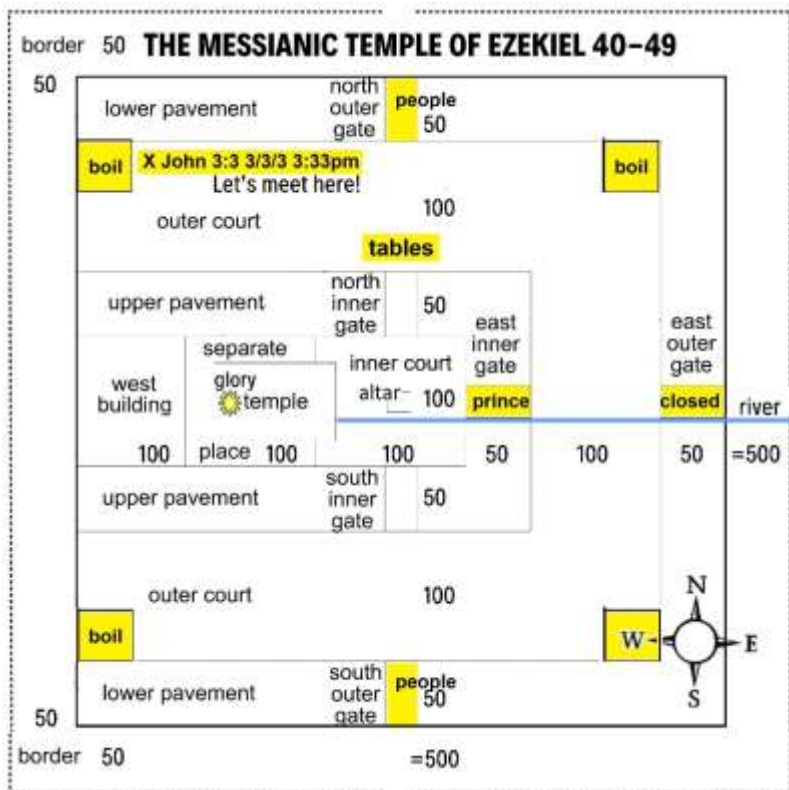 border 50 THE MESSIANIC TEMPLE OF EZEKIEL 40–49
50
lower pavement
north
outer
gate
people
50
boil
X John 3:3 3/3/3 3:33pm
Let's meet here!
boil
100
outer court
tables
upper pavement
north
inner
gate
50
east
inner
gate
east
outer
gate
separate
inner court
west
building
glory
temple
altar
100
prince
closed
river
100
place
100
100
50
100
50
=500
upper pavement
south
inner
gate
50
outer court
100
boil
N
W
E
S
lower pavement
south
outer
gate
people
50
50
border 50
=500